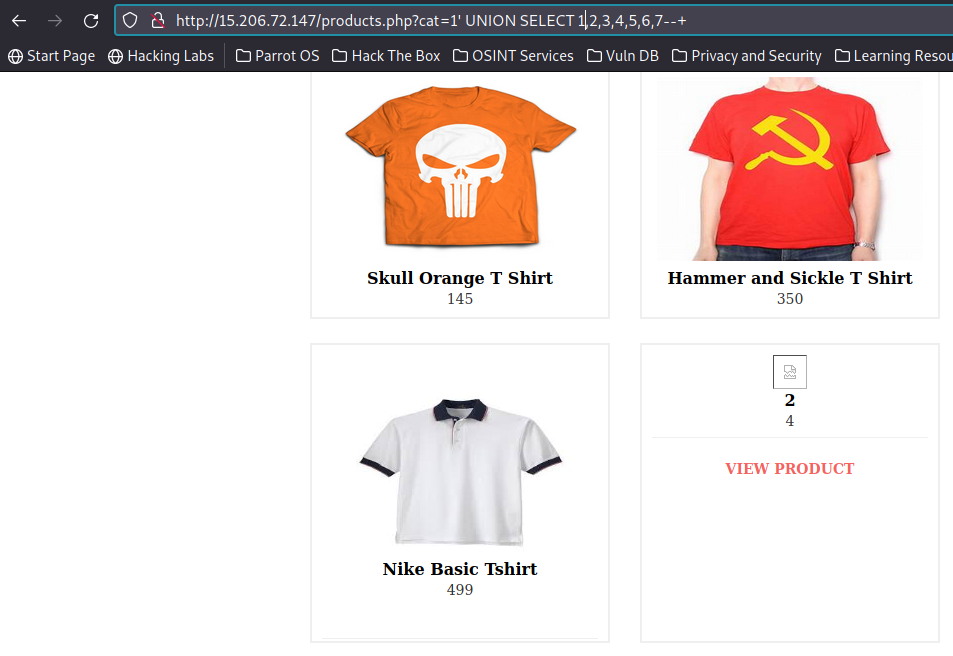 http://15.206.72.147/products.php?cat=1' UNION SELECT 1,2,3,4,5,6,7--+
Start Page Hacking Labs Parrot OS Hack The Box OSINT Services Vuln DB Privacy and Security Learning Resou
Skull Orange T Shirt
145
Hammer and Sickle T Shirt
350
Nike Basic Tshirt
499
2
4
VIEW PRODUCT